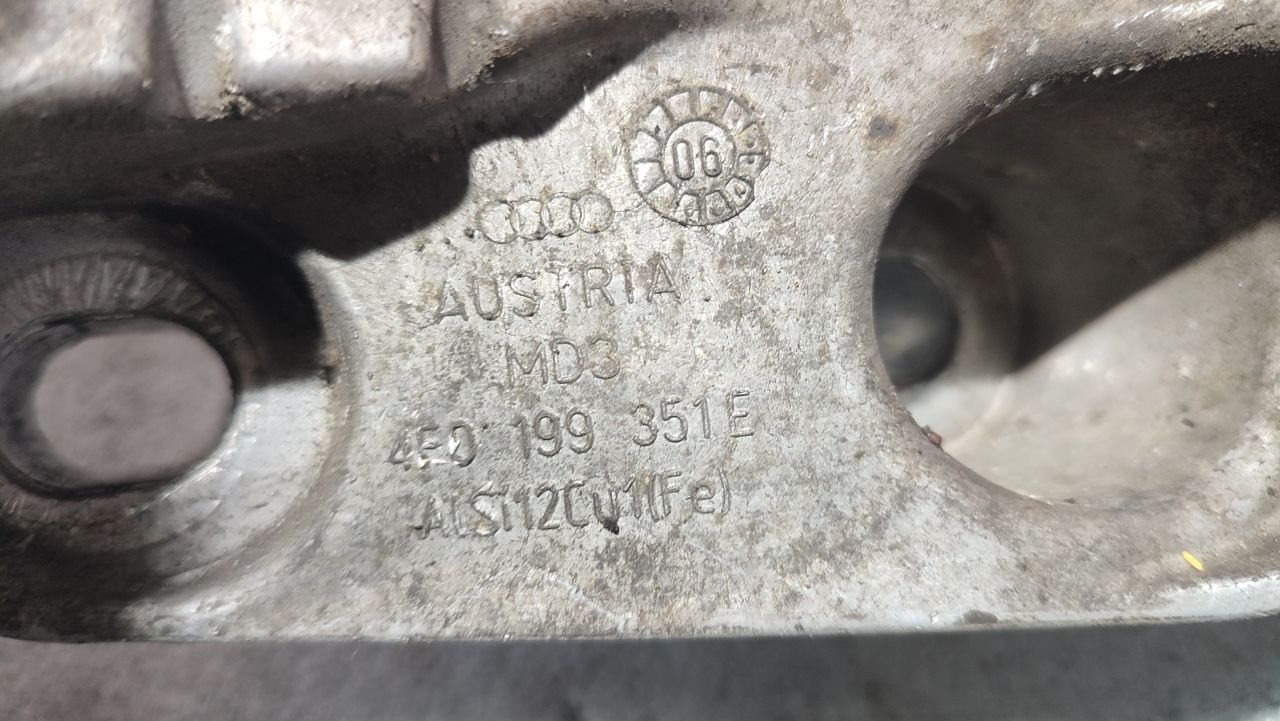 06
AUSTRIA
MD3
4F0 199 351 E
AlSi12Cu1(Fe)